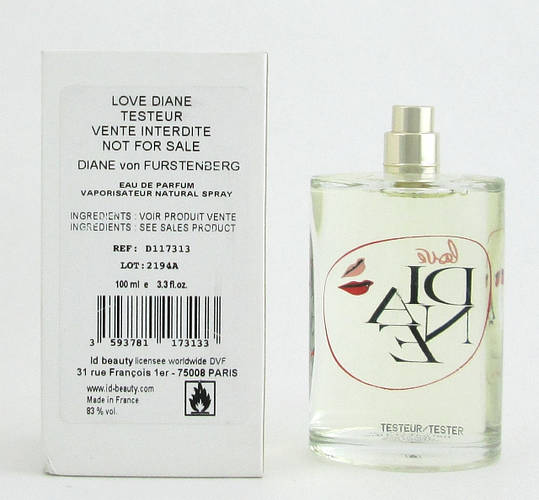 LOVE DIANE
TESTEUR
VENTE INTERDITE
NOT FOR SALE
DIANE von FURSTENBERG
EAU DE PARFUM
VAPORISATEUR NATURAL SPRAY
INGREDIENTS : VOIR PRODUIT VENTE
INGREDIENTS : SEE SALES PRODUCT
REF: D117313
LOT:2194A
100 ml e 3.3 fl.oz.
3 593781 173133
Id beauty licensee worldwide DVF
31 rue François 1er - 75008 PARIS
www.id-beauty.com
Made in France
83 % vol.
love
DIANE
TESTEUR/TESTER